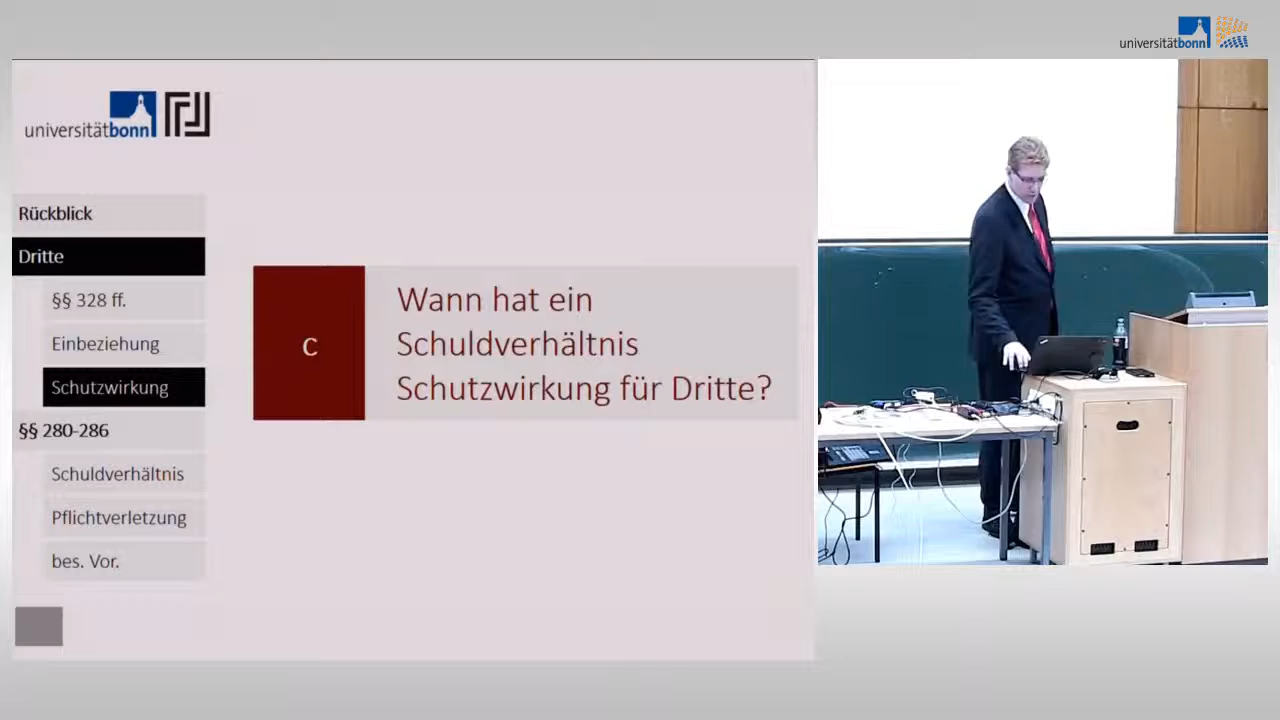 universitätbonn
universitätbonn
Rückblick
Dritte
§§ 328 ff.
Einbeziehung
Schutzwirkung
§§ 280-286
Schuldverhältnis
Pflichtverletzung
bes. Vor.
C
Wann hat ein
Schuldverhältnis
Schutzwirkung für Dritte?